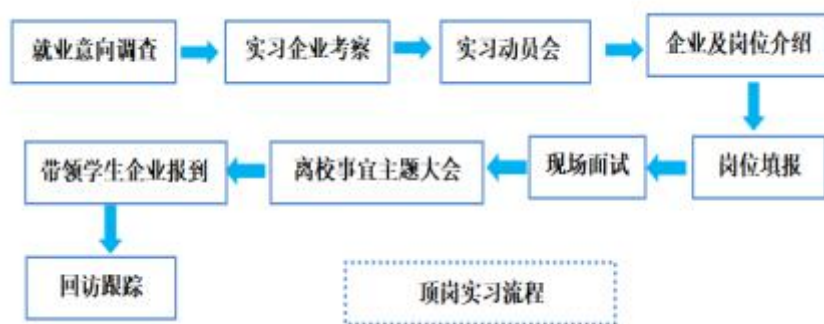 就业意向调查
实习企业考察
实习动员会
企业及岗位介绍
岗位填报
现场面试
离校事宜主题大会
带领学生企业报到
回访跟踪
顶岗实习流程